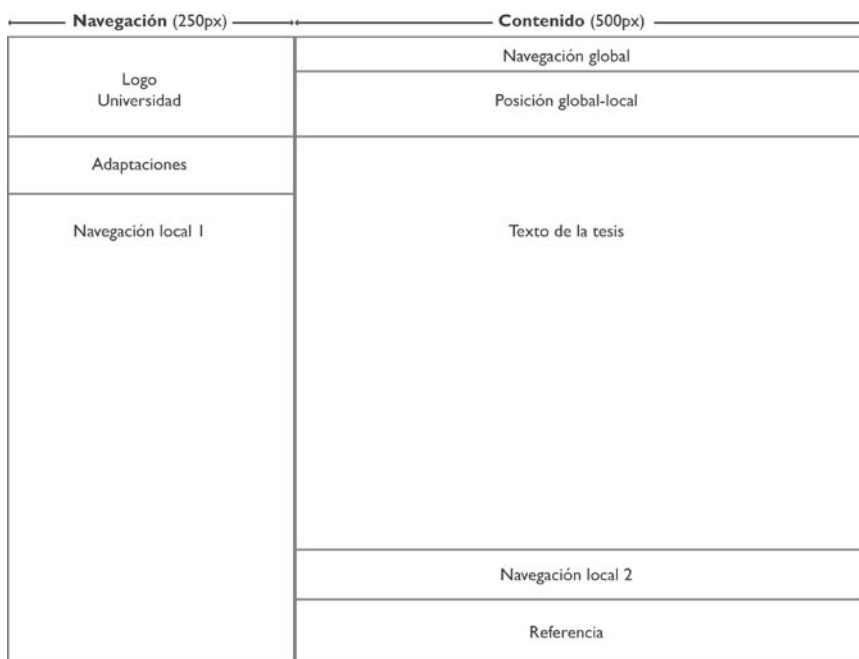 Navegación (250px)
Contenido (500px)
Logo
Universidad
Navegación global
Posición global-local
Adaptaciones
Navegación local 1
Texto de la tesis
Navegación local 2
Referencia